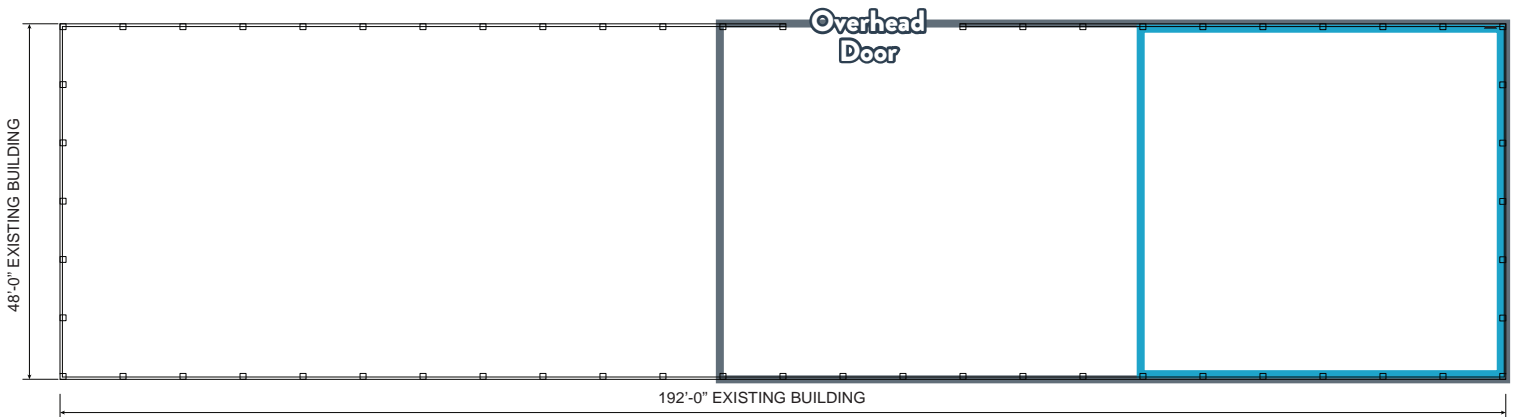 Overhead
Door
48'-0” EXISTING BUILDING
192'-0” EXISTING BUILDING